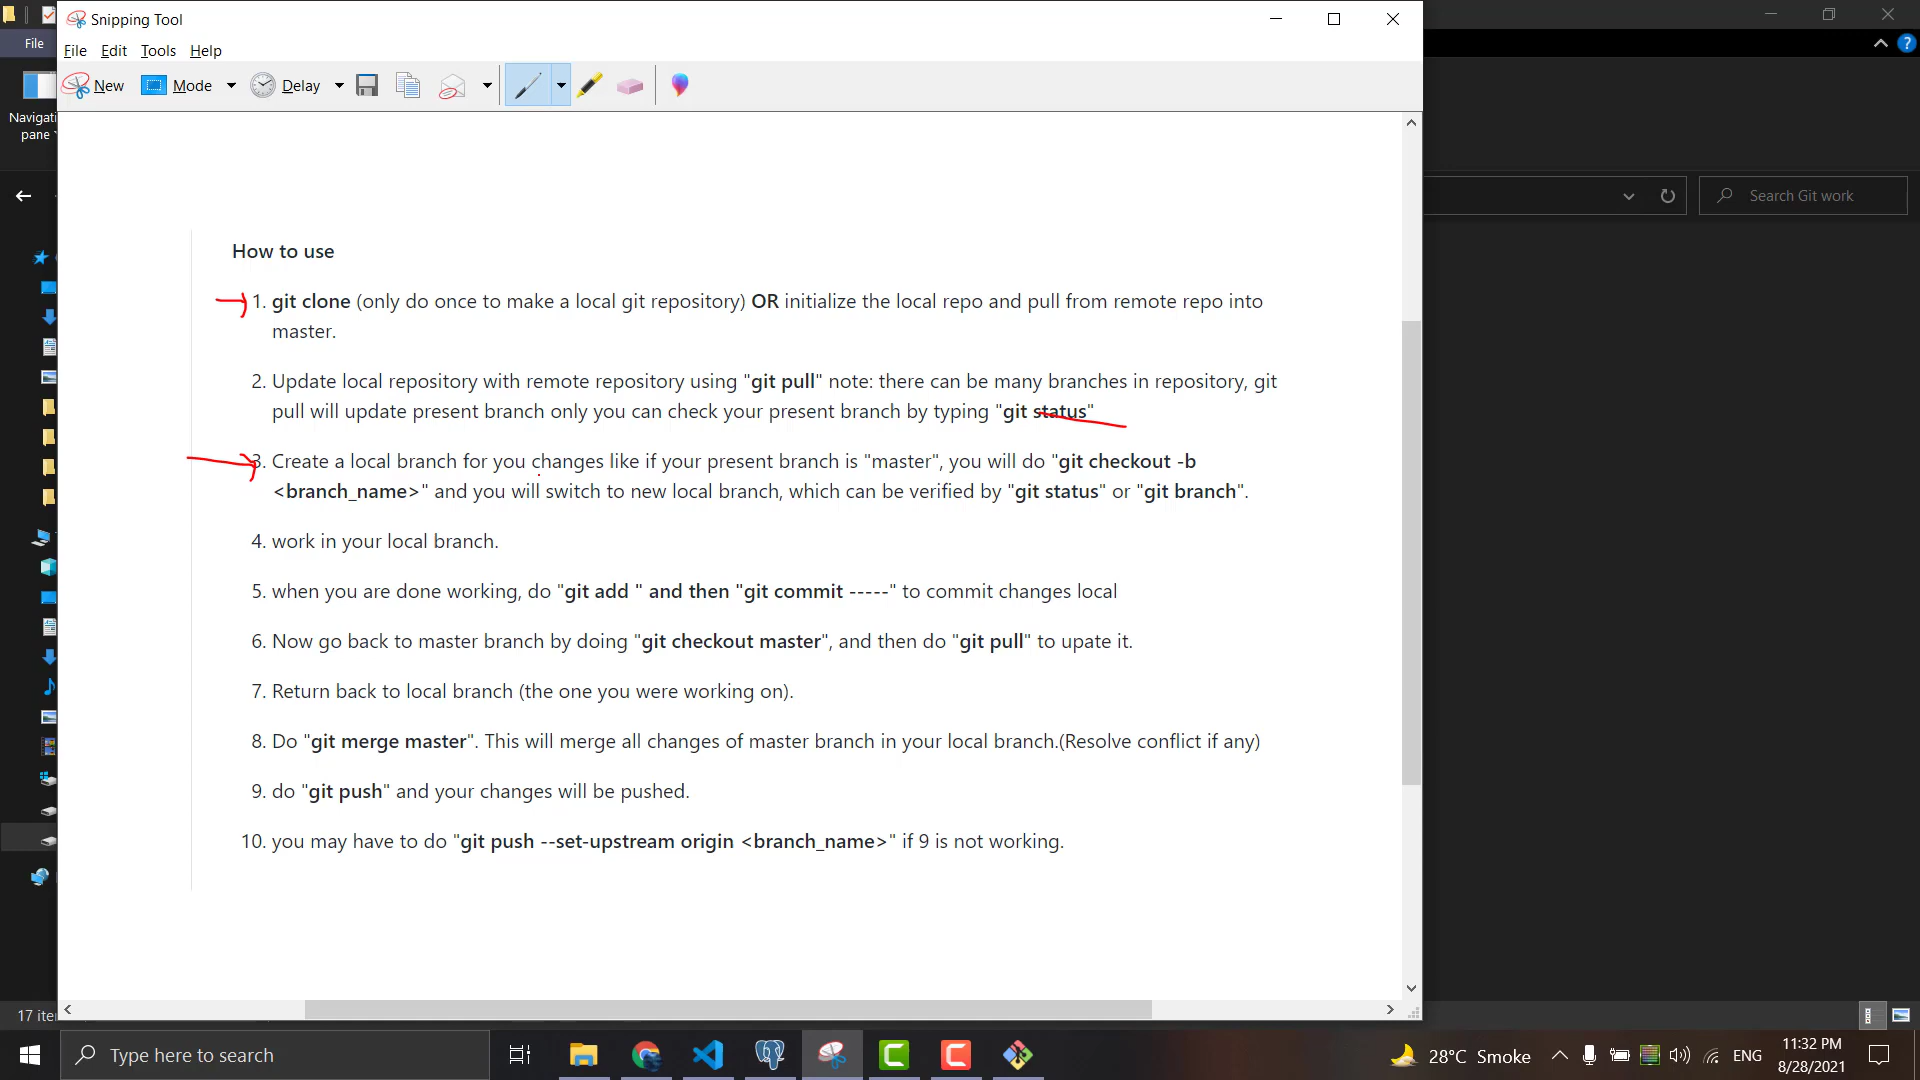 File
Snipping Tool
File Edit Tools Help
New Mode Delay
Navigati
pane
Search Git work
How to use
1. git clone (only do once to make a local git repository) OR initialize the local repo and pull from remote repo into
master.
2. Update local repository with remote repository using "git pull" note: there can be many branches in repository, git
pull will update present branch only you can check your present branch by typing "git status"
3. Create a local branch for you changes like if your present branch is "master", you will do "git checkout -b
<branch_name>" and you will switch to new local branch, which can be verified by "git status" or "git branch".
4. work in your local branch.
5. when you are done working, do "git add " and then "git commit -----" to commit changes local
6. Now go back to master branch by doing "git checkout master", and then do "git pull" to upate it.
7. Return back to local branch (the one you were working on).
8. Do "git merge master". This will merge all changes of master branch in your local branch.(Resolve conflict if any)
9. do "git push" and your changes will be pushed.
10. you may have to do "git push --set-upstream origin <branch_name>" if 9 is not working.
17 ite
Type here to search
28°C Smoke
ENG
11:32 PM
8/28/2021